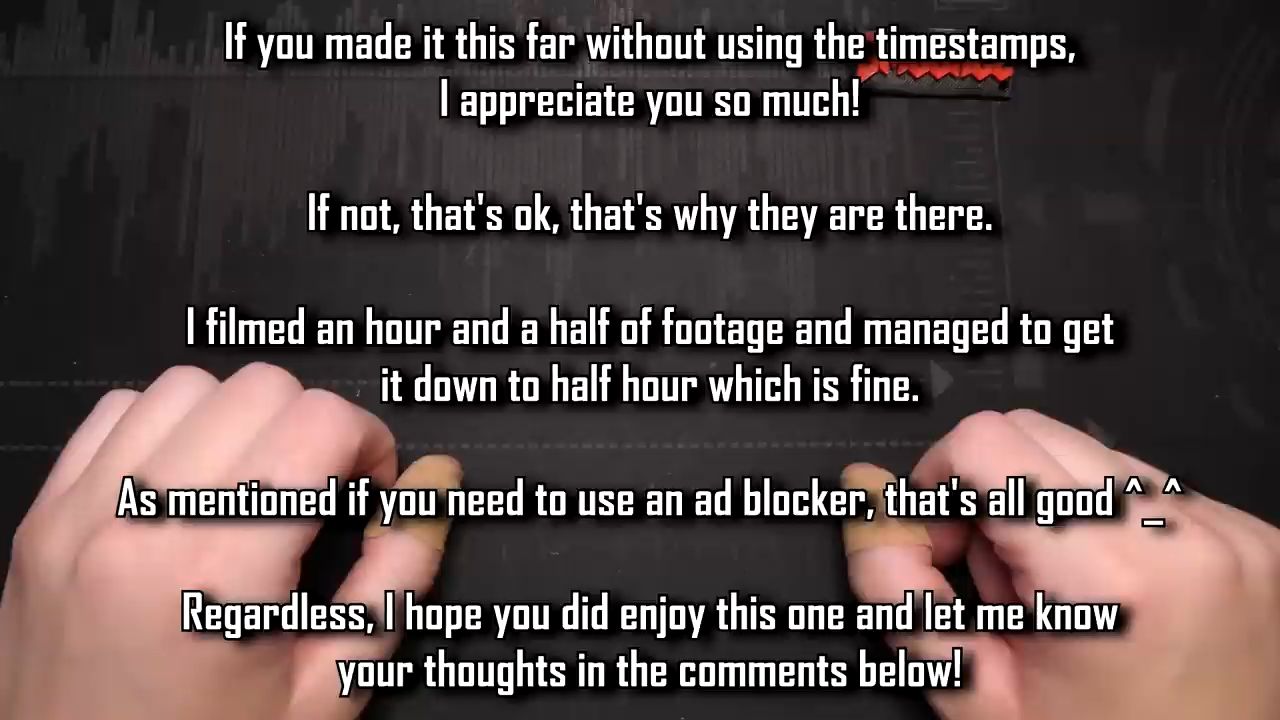 If you made it this far without using the timestamps,
I appreciate you so much!
If not, that's ok, that's why they are there.
I filmed an hour and a half of footage and managed to get
it down to half hour which is fine.
As mentioned if you need to use an ad blocker, that's all good ^_^
Regardless, I hope you did enjoy this one and let me know
your thoughts in the comments below!